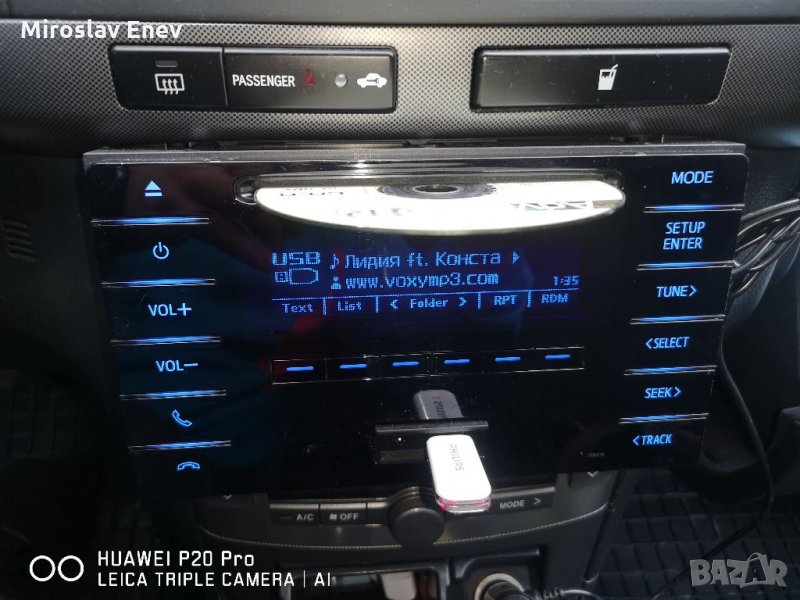 Miroslav Enev
PASSENGER
MODE
SETUP
ENTER
VOL+
TUNE>
VOL–
<SELECT
SEEK>
<TRACK
USB
Лидия ft. Конста
www.voxymp3.com
1:35
Text | List | < Folder > | RPT | RDM
PHILIPS
A/C
OFF
MODE >
HUAWEI P20 Pro
LEICA TRIPLE CAMERA | AI
BAZAR